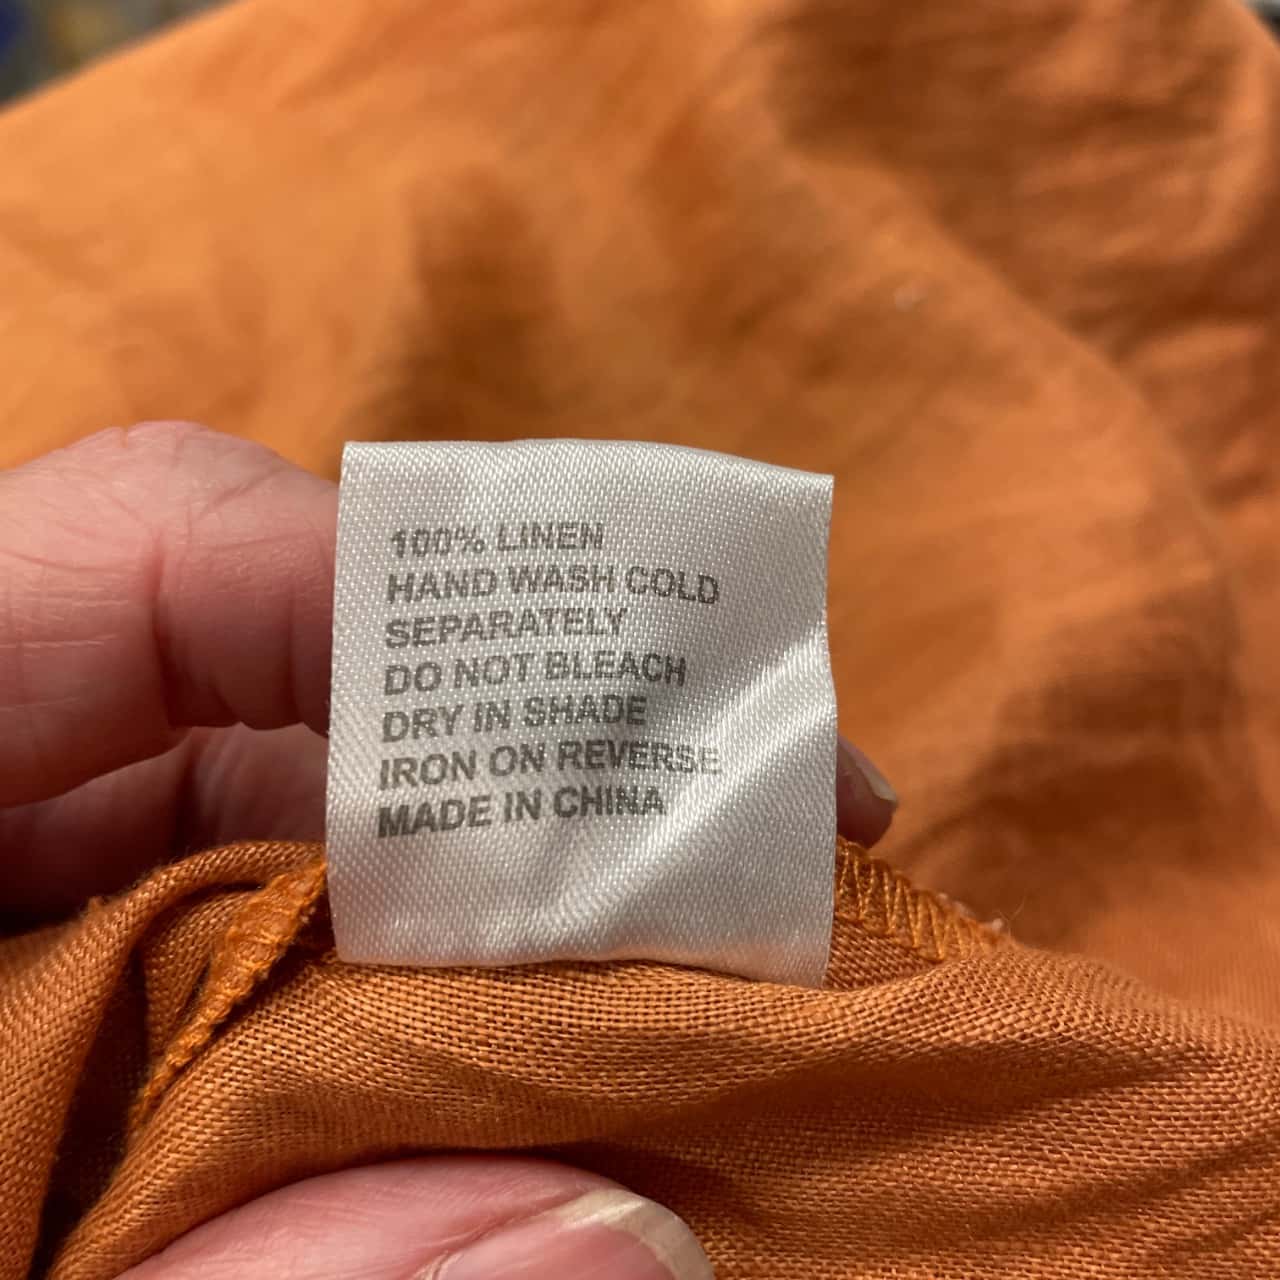 100% LINEN
HAND WASH COLD
SEPARATELY
DO NOT BLEACH
DRY IN SHADE
IRON ON REVERSE
MADE IN CHINA